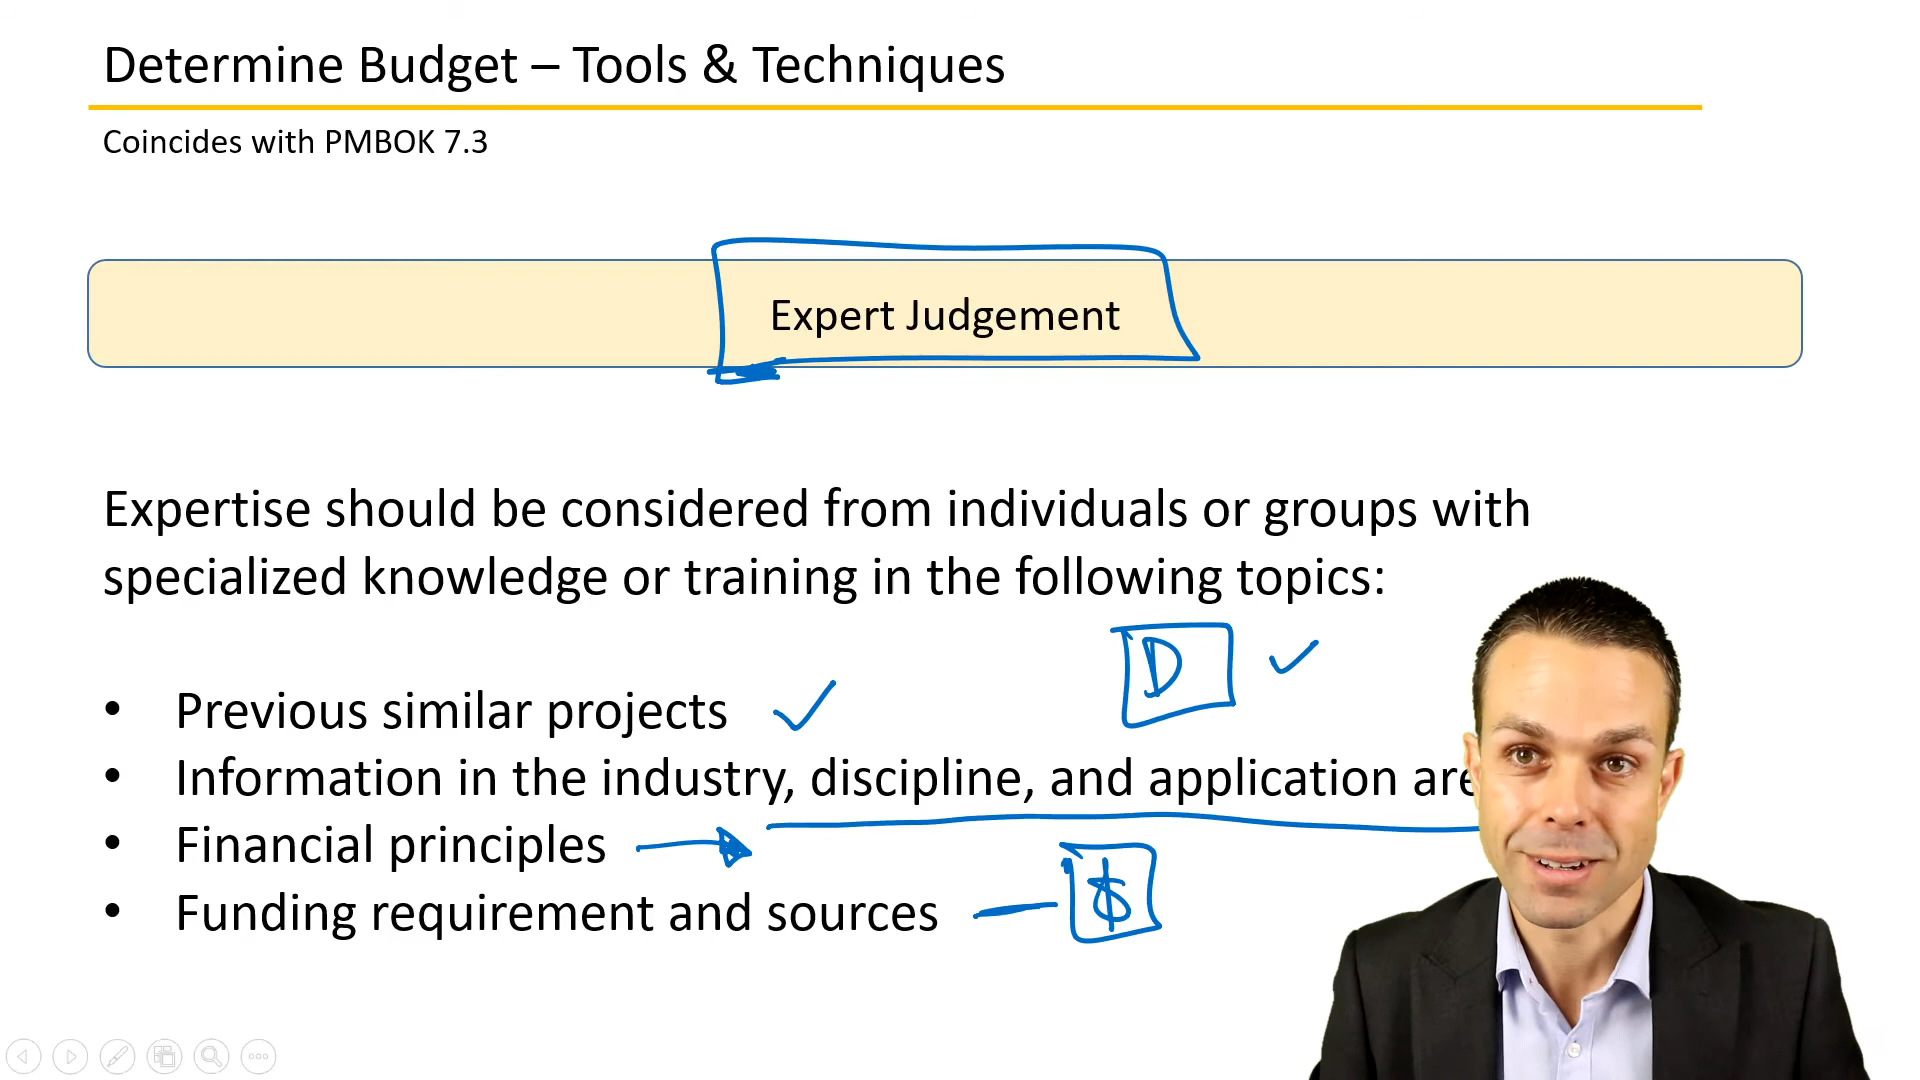 Determine Budget – Tools & Techniques
Coincides with PMBOK 7.3
Expert Judgement
Expertise should be considered from individuals or groups with
specialized knowledge or training in the following topics:
D
• Previous similar projects
• Information in the industry, discipline, and application are
• Financial principles
• Funding requirement and sources
$